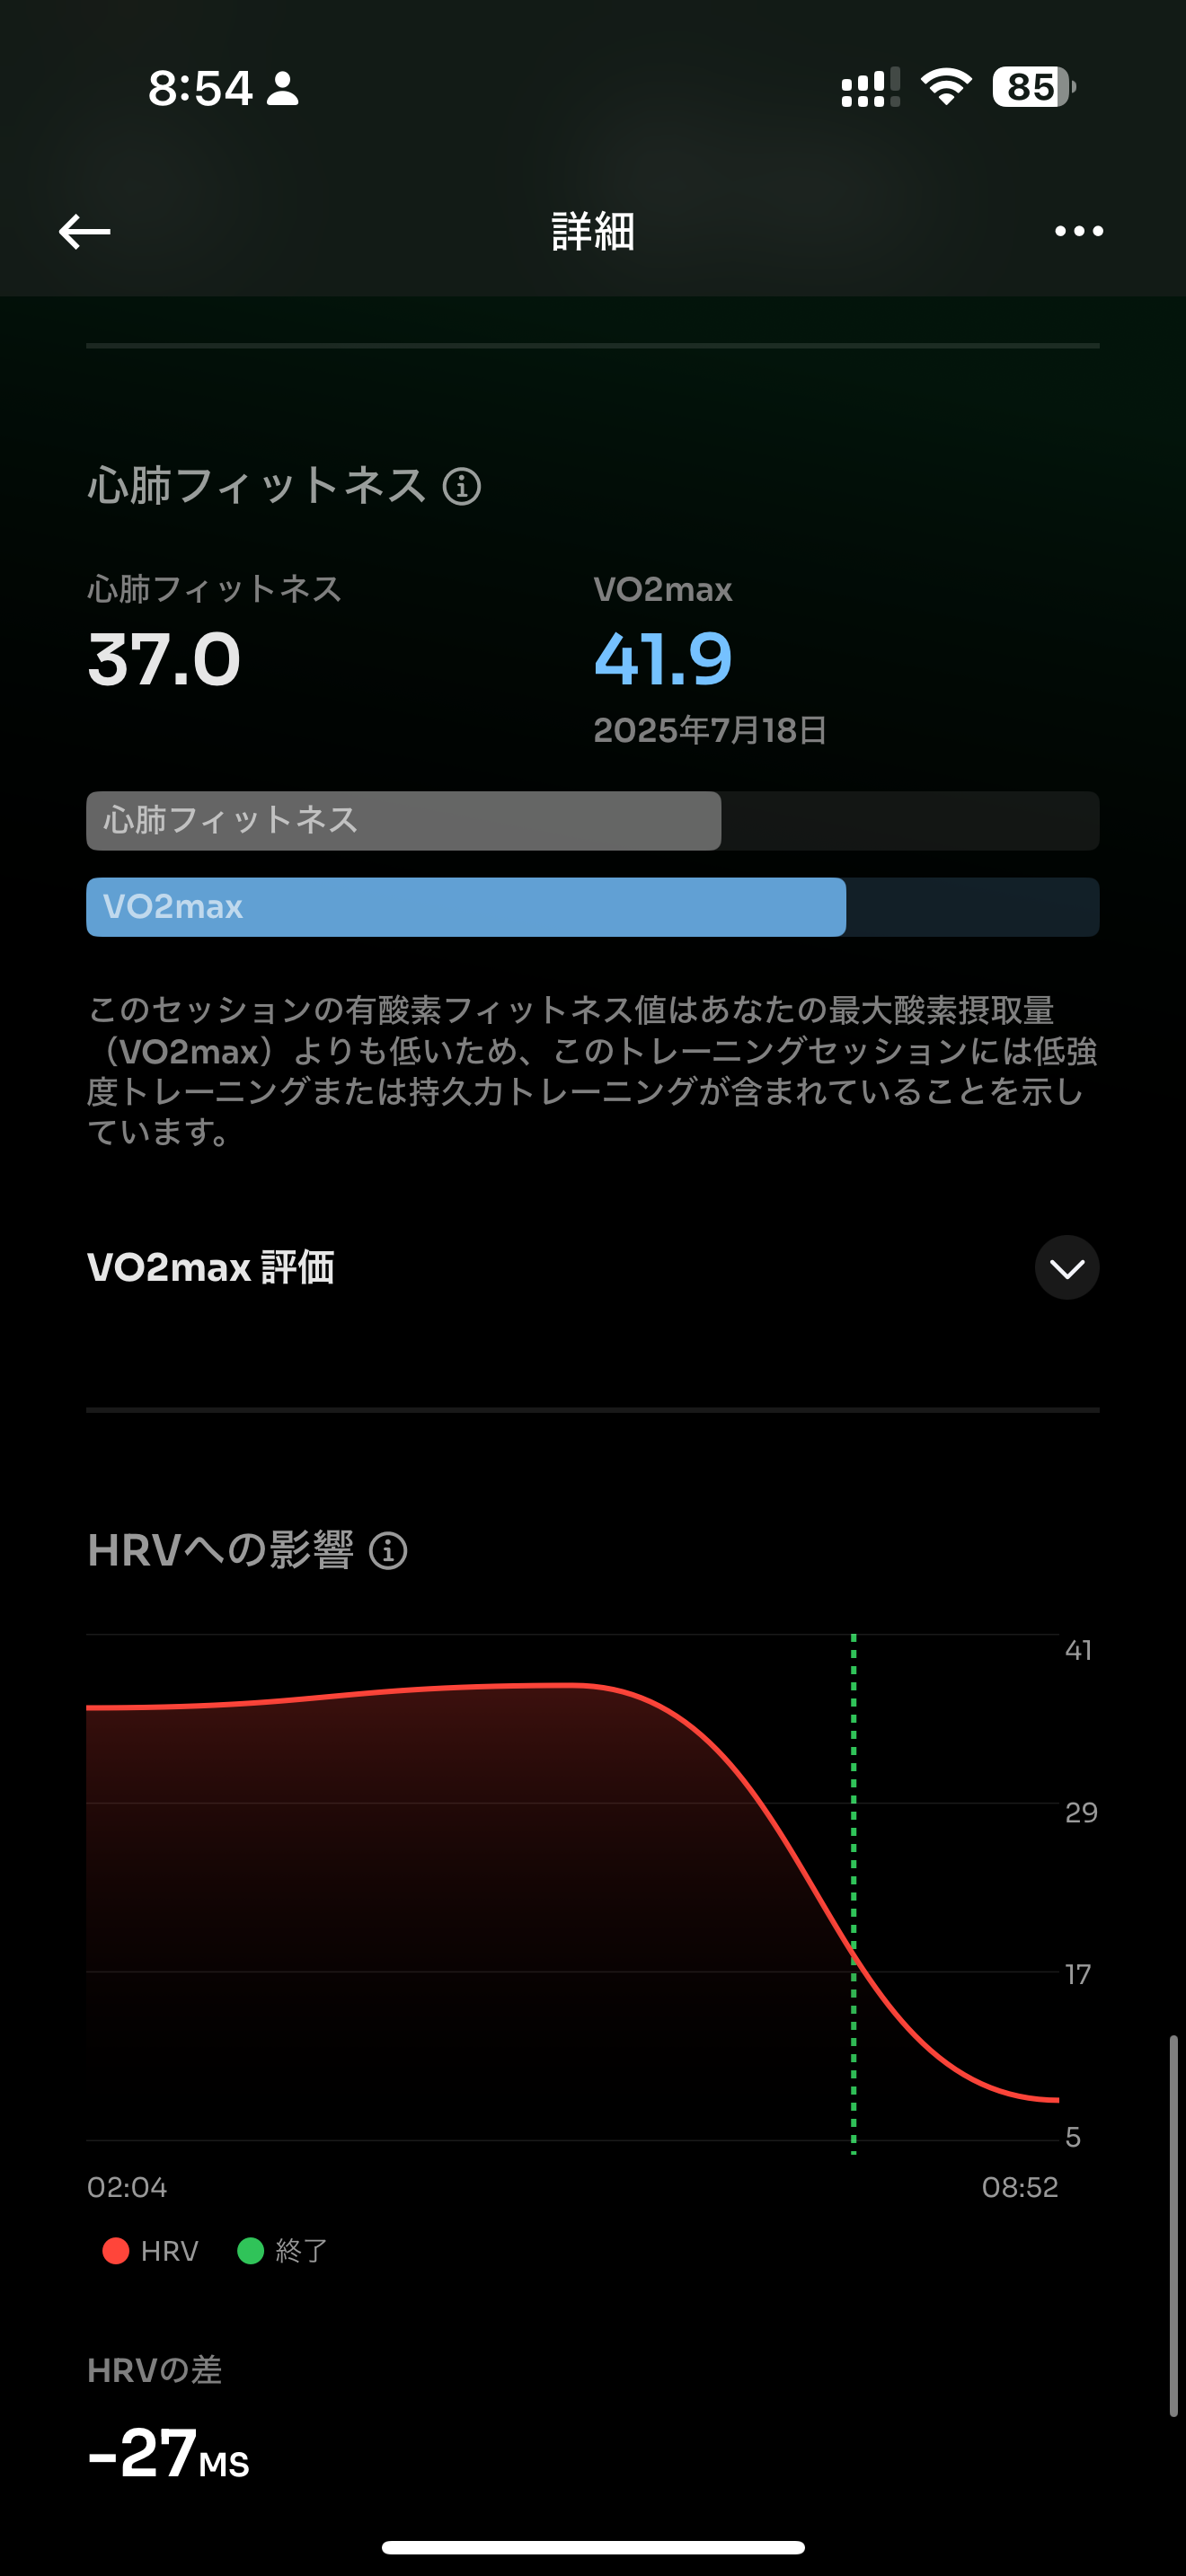 8:54
85
詳細
心肺フィットネス
心肺フィットネス
37.0
VO2max
41.9
2025年7月18日
心肺フィットネス
VO2max
このセッションの有酸素フィットネス値はあなたの最大酸素摂取量
（VO2max）よりも低いため、このトレーニングセッションには低強
度トレーニングまたは持久力トレーニングが含まれていることを示し
ています。
VO2max 評価
HRVへの影響
41
29
17
5
02:04
08:52
HRV
終了
HRVの差
-27MS